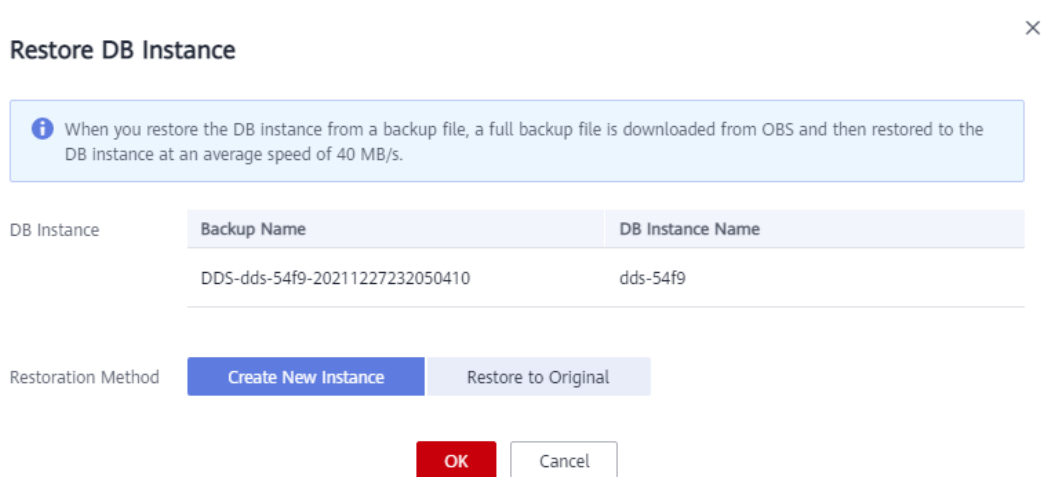 Restore DB Instance
When you restore the DB instance from a backup file, a full backup file is downloaded from OBS and then restored to the
DB instance at an average speed of 40 MB/s.
DB Instance
Backup Name
DB Instance Name
DDS-dds-54f9-20211227232050410
dds-54f9
Restoration Method
Create New Instance
Restore to Original
OK
Cancel